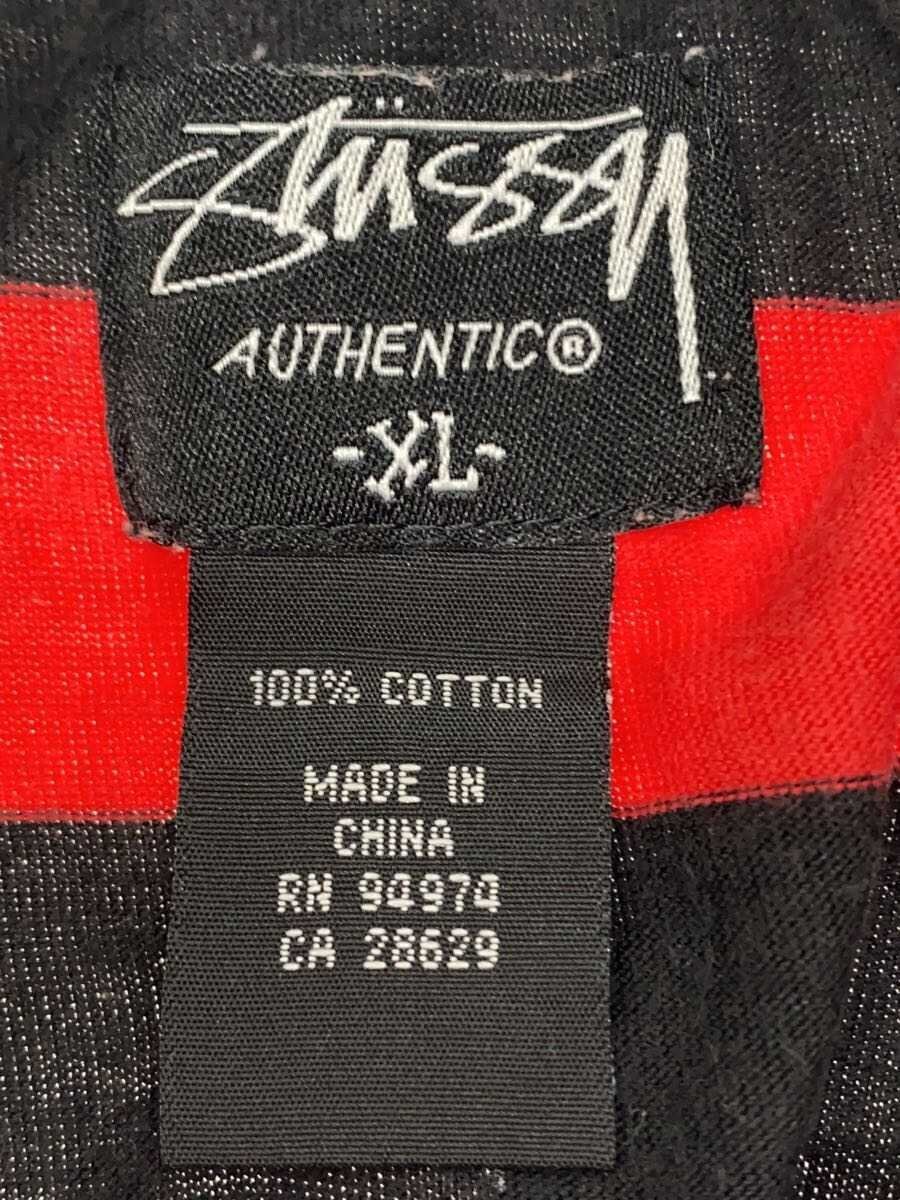 Stüssy
AUTHENTIC®
-XL-
100% COTTON
MADE IN
CHINA
RN 94974
CA 28629